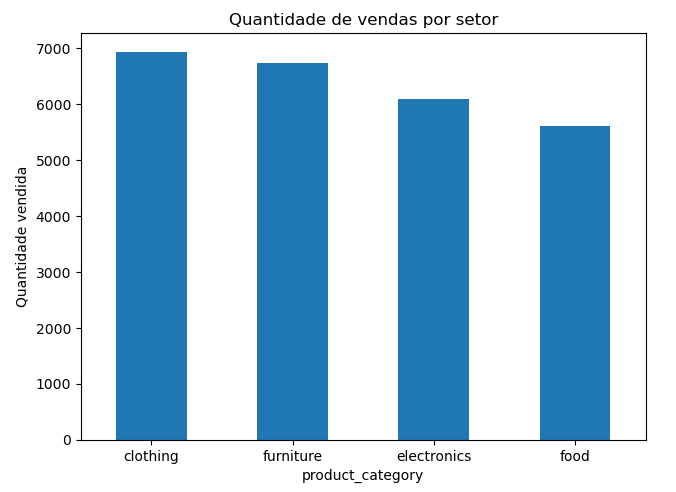 Quantidade de vendas por setor
Quantidade vendida
7000
6000
5000
4000
3000
2000
1000
0
clothing furniture electronics food
product_category